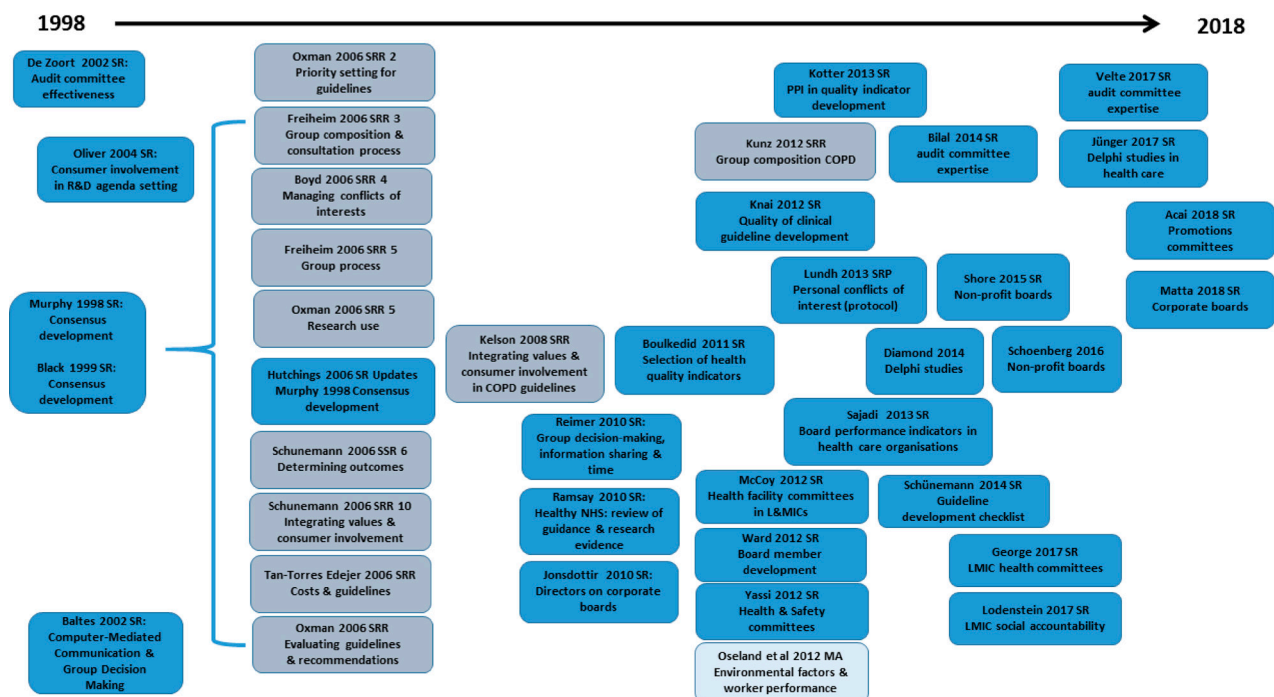 1998
2018
De Zoort 2002 SR:
Audit committee
effectiveness
Oliver 2004 SR:
Consumer involvement
in R&D agenda setting
Murphy 1998 SR:
Consensus
development
Black 1999 SR:
Consensus
development
Baltes 2002 SR:
Computer-Mediated
Communication &
Group Decision
Making
Oxman 2006 SRR 2
Priority setting for
guidelines
Freiheim 2006 SRR 3
Group composition &
consultation process
Boyd 2006 SRR 4
Managing conflicts of
interests
Freiheim 2006 SRR 5
Group process
Oxman 2006 SRR 5
Research use
Hutchings 2006 SR Updates
Murphy 1998 Consensus
development
Schunemann 2006 SSR 6
Determining outcomes
Schunemann 2006 SRR 10
Integrating values &
consumer involvement
Tan-Torres Edejer 2006 SRR
Costs & guidelines
Oxman 2006 SRR
Evaluating guidelines
& recommendations
Kelson 2008 SRR
Integrating values &
consumer involvement
in COPD guidelines
Reimer 2010 SR:
Group decision-making,
information sharing &
time
Ramsay 2010 SR:
Healthy NHS: review of
guidance & research
evidence
Jonsdottir 2010 SR:
Directors on corporate
boards
Boulkedid 2011 SR
Selection of health
quality indicators
Kotter 2013 SR
PPI in quality indicator
development
Kunz 2012 SRR
Group composition COPD
Knai 2012 SR
Quality of clinical
guideline development
Lundh 2013 SRP
Personal conflicts of
interest (protocol)
Bilal 2014 SR
audit committee
expertise
Shore 2015 SR
Non-profit boards
Diamond 2014
Delphi studies
Schoenberg 2016
Non-profit boards
Sajadi 2013 SR
Board performance indicators in
health care organisations
McCoy 2012 SR
Health facility committees
in L&MICs
Ward 2012 SR
Board member
development
Yassi 2012 SR
Health & Safety
committees
Oseland et al 2012 MA
Environmental factors &
worker performance
Schünemann 2014 SR
Guideline
development checklist
George 2017 SR
LMIC health committees
Lodenstein 2017 SR
LMIC social accountability
Velte 2017 SR
audit committee
expertise
Jünger 2017 SR
Delphi studies in
health care
Acai 2018 SR
Promotions
committees
Matta 2018 SR
Corporate boards